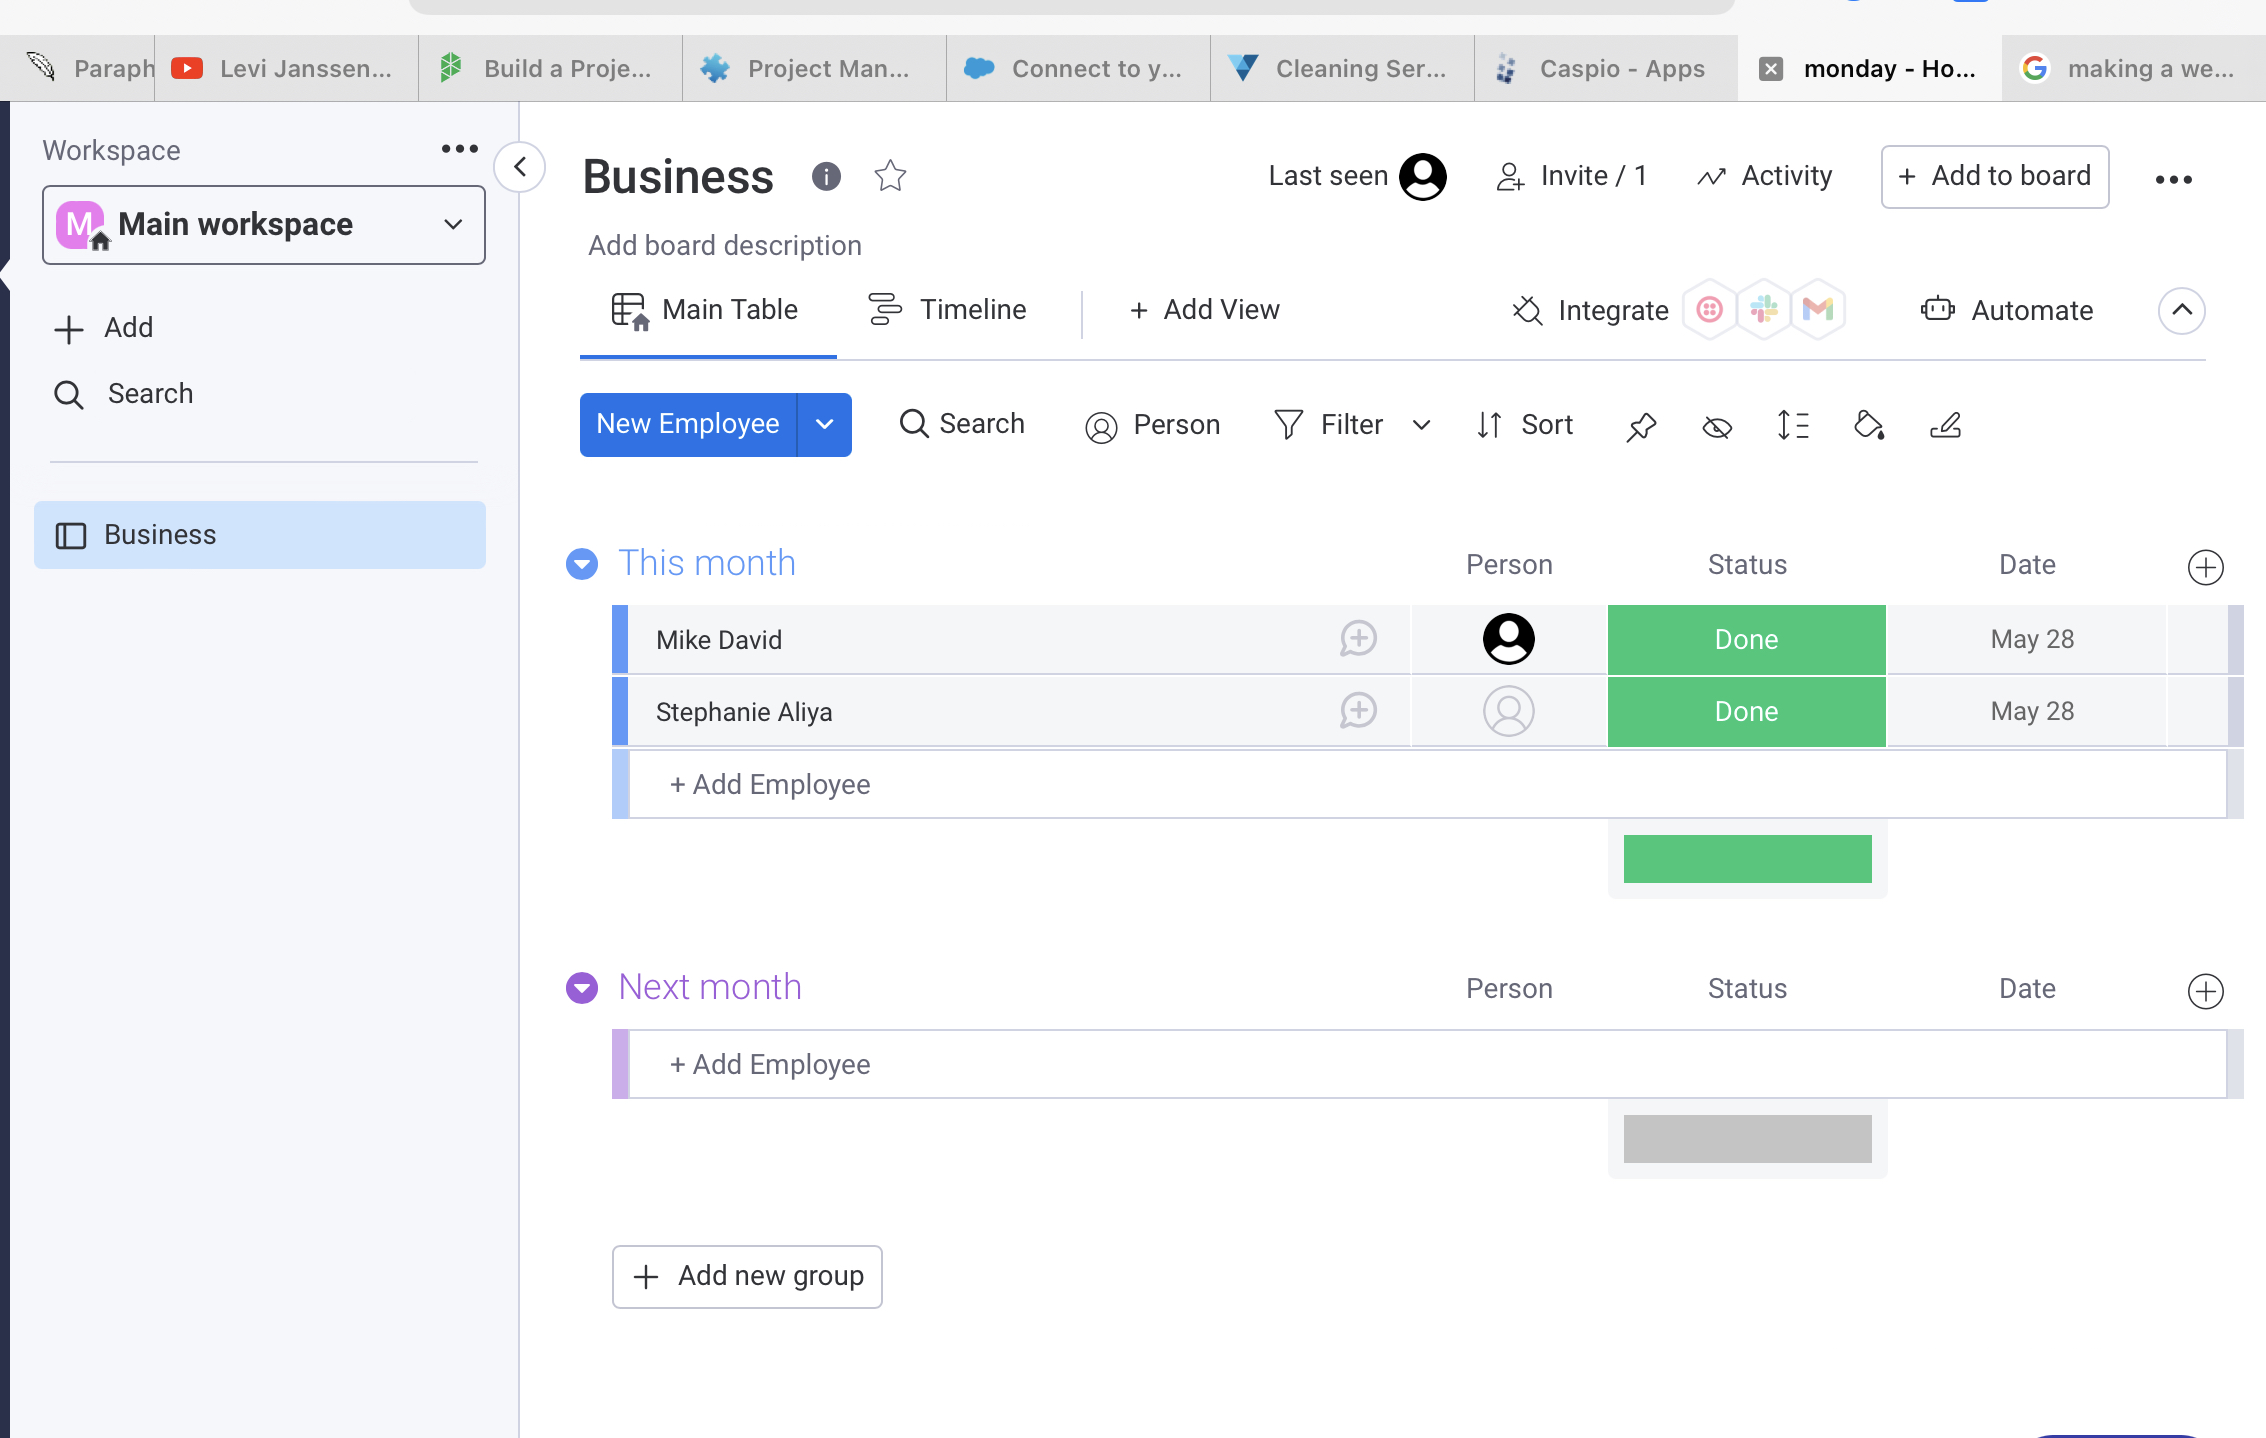 Paraph
Levi Janssen...
Build a Proje...
Project Man...
Connect to y...
Cleaning Ser...
Caspio - Apps
monday - Ho...
making a we...
Workspace
M Main workspace
Add
Search
Business
Business
Last seen
Invite / 1
Activity
+ Add to board
Add board description
Main Table
Timeline
+ Add View
Integrate
Automate
New Employee
Search
Person
Filter
Sort
This month Person Status Date
Mike David Done May 28
Stephanie Aliya Done May 28
+ Add Employee
Next month Person Status Date
+ Add Employee
+ Add new group